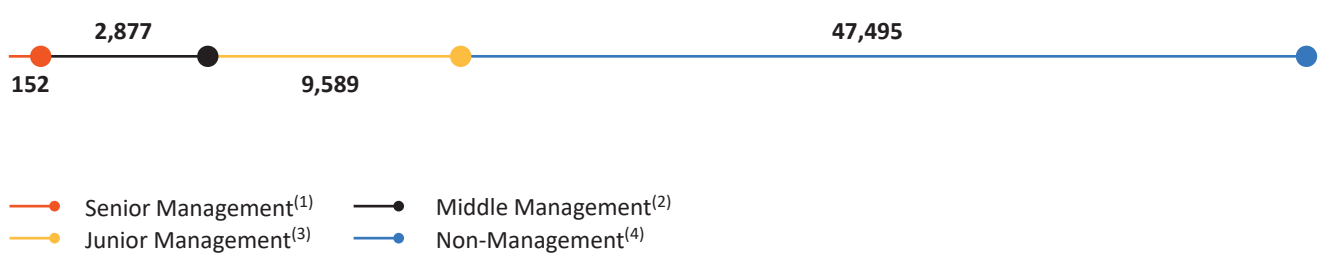 2,877
47,495
152
9,589
Senior Management(1)
Middle Management(2)
Junior Management(3)
Non-Management(4)